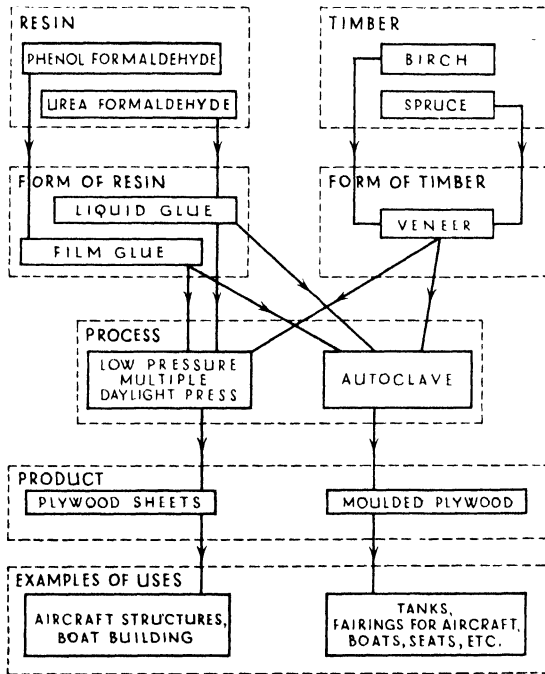 RESIN
PHENOL FORMALDEHYDE
UREA FORMALDEHYDE
TIMBER
BIRCH
SPRUCE
FORM OF RESIN
LIQUID GLUE
FILM GLUE
FORM OF TIMBER
VENEER
PROCESS
LOW PRESSURE
MULTIPLE
DAYLIGHT PRESS
AUTOCLAVE
PRODUCT
PLYWOOD SHEETS
MOULDED PLYWOOD
EXAMPLES OF USES
AIRCRAFT STRUCTURES,
BOAT BUILDING
TANKS,
FAIRINGS FOR AIRCRAFT,
BOATS, SEATS, ETC.